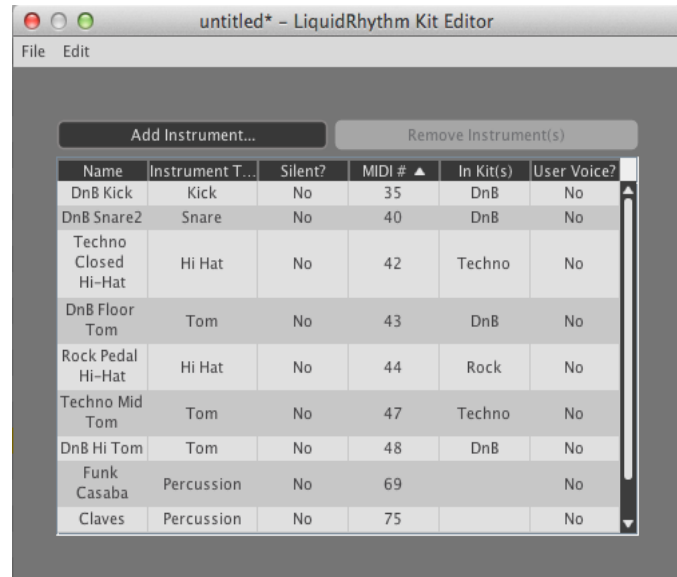 untitled* – LiquidRhythm Kit Editor
File Edit
Add Instrument... Remove Instrument(s)
Name Instrument T... Silent? MIDI # ▲ In Kit(s) User Voice?
DnB Kick Kick No 35 DnB No
DnB Snare2 Snare No 40 DnB No
Techno
Closed Hi Hat No 42 Techno No
Hi-Hat
DnB Floor
Tom Tom No 43 DnB No
Rock Pedal
Hi-Hat Hi Hat No 44 Rock No
Techno Mid
Tom Tom No 47 Techno No
DnB Hi Tom Tom No 48 DnB No
Funk
Casaba Percussion No 69 No
Claves Percussion No 75 No